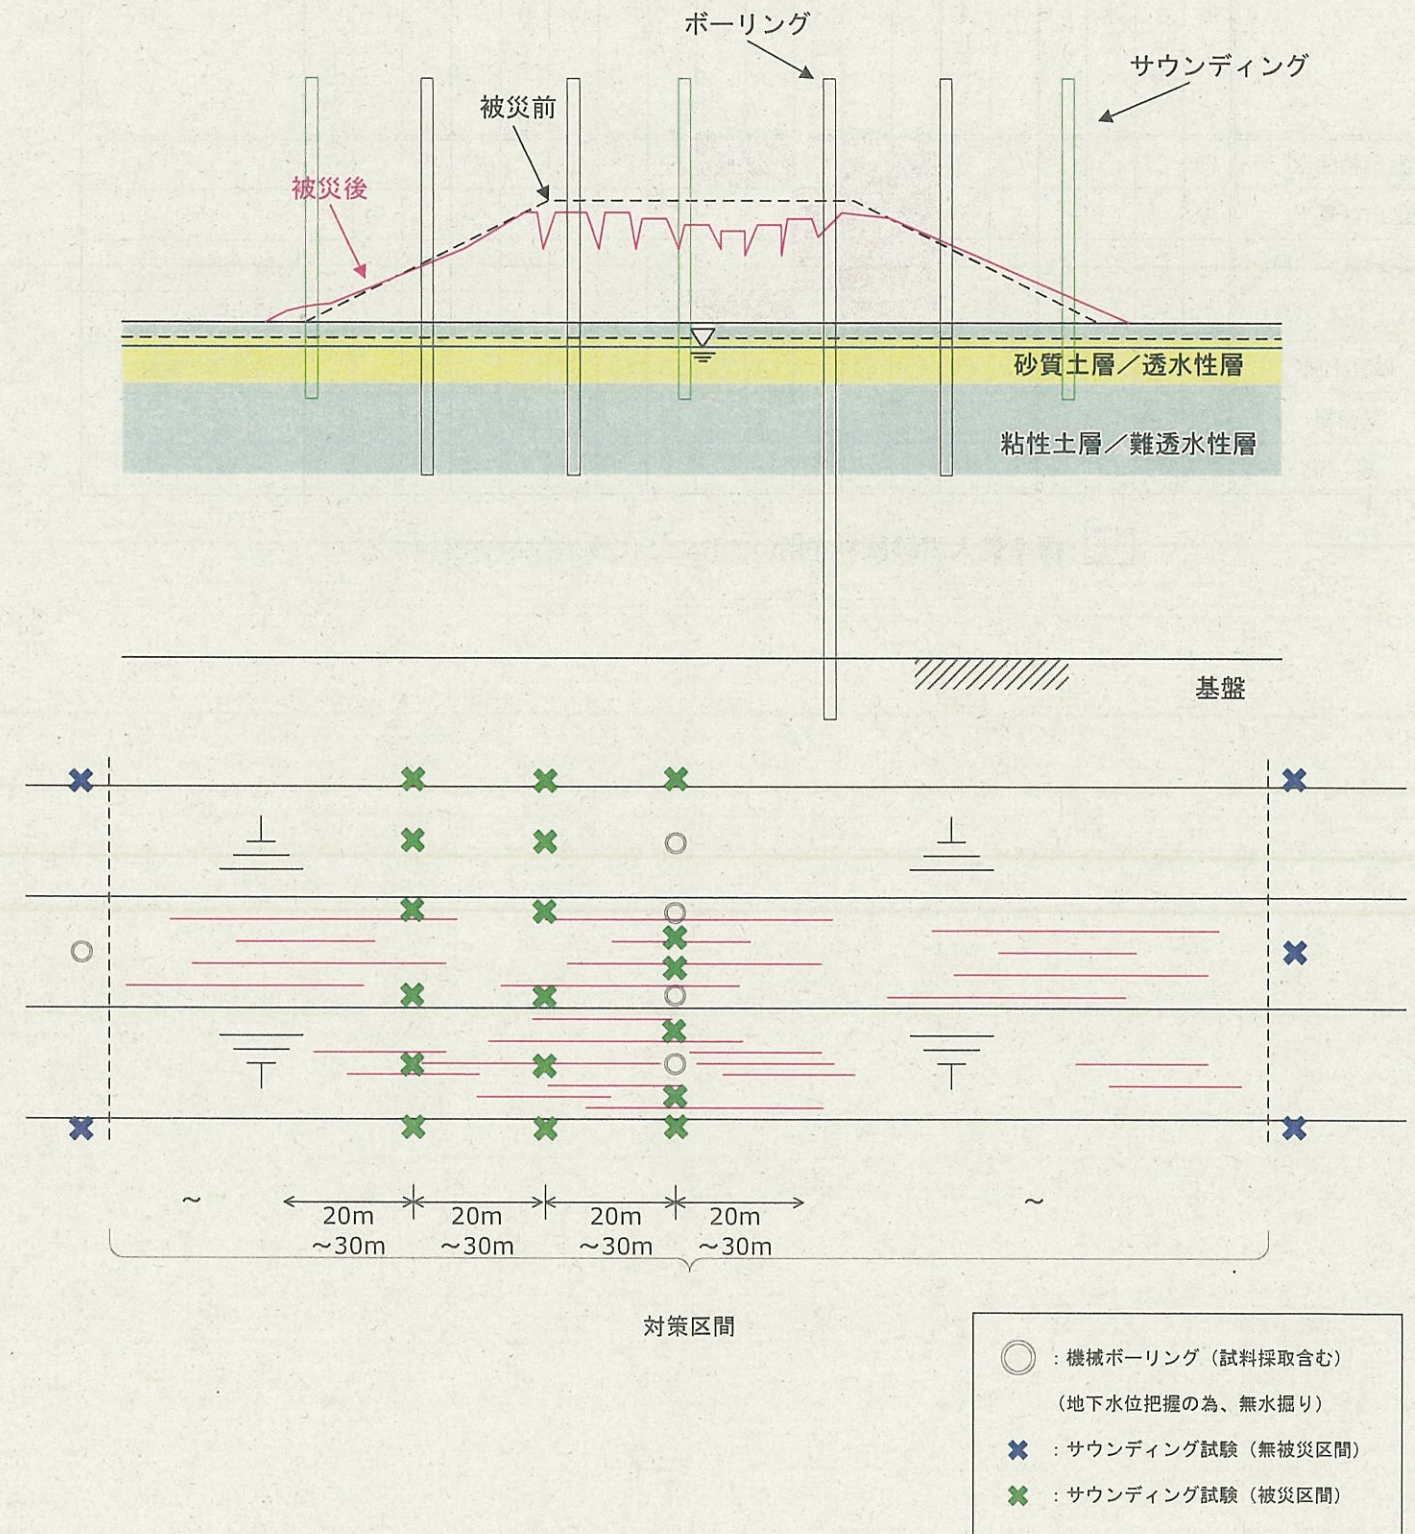 ボーリング
サウンディング
被災前
被災後
砂質土層／透水性層
粘性土層／難透水性層
基盤
～
～
20m
～30m
20m
～30m
20m
～30m
20m
～30m
対策区間
：機械ボーリング（試料採取含む）
（地下水位把握の為、無水掘り）
：サウンディング試験（無被災区間）
：サウンディング試験（被災区間）